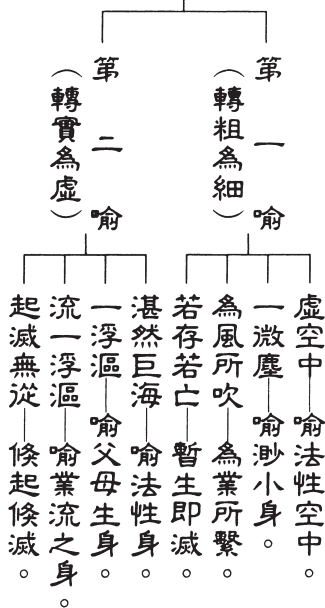 第一喻
（轉粗為細）
虛空中—喻法性空中。
一微塵—喻渺小身。
為風所吹—為業所繫。
若存若亡—暫生即滅。
第二喻
（轉實為虛）
湛然巨海—喻法性身。
一浮漚—喻父母生身。
流一浮漚—喻業流之身。
起滅無從—倏起倏滅。